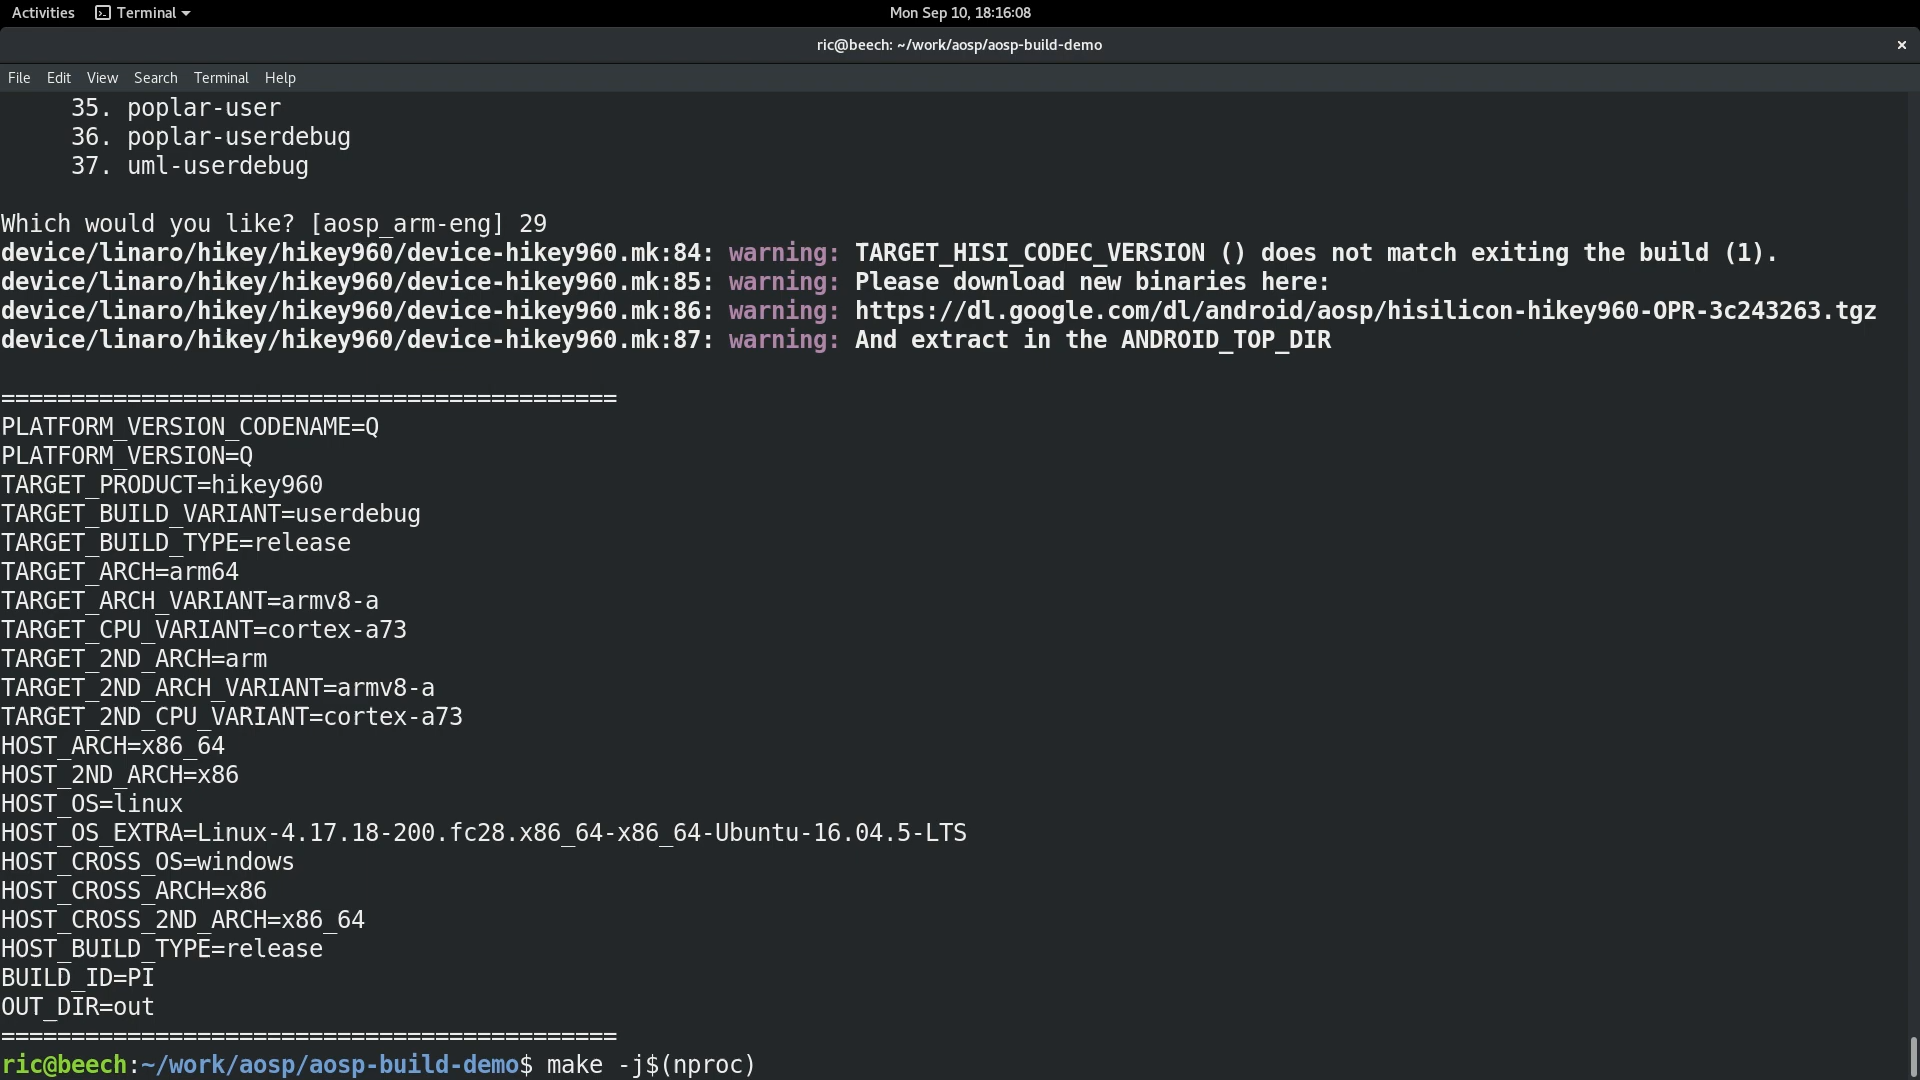 Activities Terminal Mon Sep 10, 18:16:08
ric@beech: ~/work/aosp/aosp-build-demo ×
File Edit View Search Terminal Help
35. poplar-user
36. poplar-userdebug
37. uml-userdebug
Which would you like? [aosp_arm-eng] 29
device/linaro/hikey/hikey960/device-hikey960.mk:84: warning: TARGET_HISI_CODEC_VERSION () does not match exiting the build (1).
device/linaro/hikey/hikey960/device-hikey960.mk:85: warning: Please download new binaries here:
device/linaro/hikey/hikey960/device-hikey960.mk:86: warning: https://dl.google.com/dl/android/aosp/hisilicon-hikey960-OPR-3c243263.tgz
device/linaro/hikey/hikey960/device-hikey960.mk:87: warning: And extract in the ANDROID_TOP_DIR
============================================
PLATFORM_VERSION_CODENAME=Q
PLATFORM_VERSION=Q
TARGET_PRODUCT=hikey960
TARGET_BUILD_VARIANT=userdebug
TARGET_BUILD_TYPE=release
TARGET_ARCH=arm64
TARGET_ARCH_VARIANT=armv8-a
TARGET_CPU_VARIANT=cortex-a73
TARGET_2ND_ARCH=arm
TARGET_2ND_ARCH_VARIANT=armv8-a
TARGET_2ND_CPU_VARIANT=cortex-a73
HOST_ARCH=x86_64
HOST_2ND_ARCH=x86
HOST_OS=linux
HOST_OS_EXTRA=Linux-4.17.18-200.fc28.x86_64-x86_64-Ubuntu-16.04.5-LTS
HOST_CROSS_OS=windows
HOST_CROSS_ARCH=x86
HOST_CROSS_2ND_ARCH=x86_64
HOST_BUILD_TYPE=release
BUILD_ID=PI
OUT_DIR=out
============================================
ric@beech:~/work/aosp/aosp-build-demo$ make -j$(nproc)